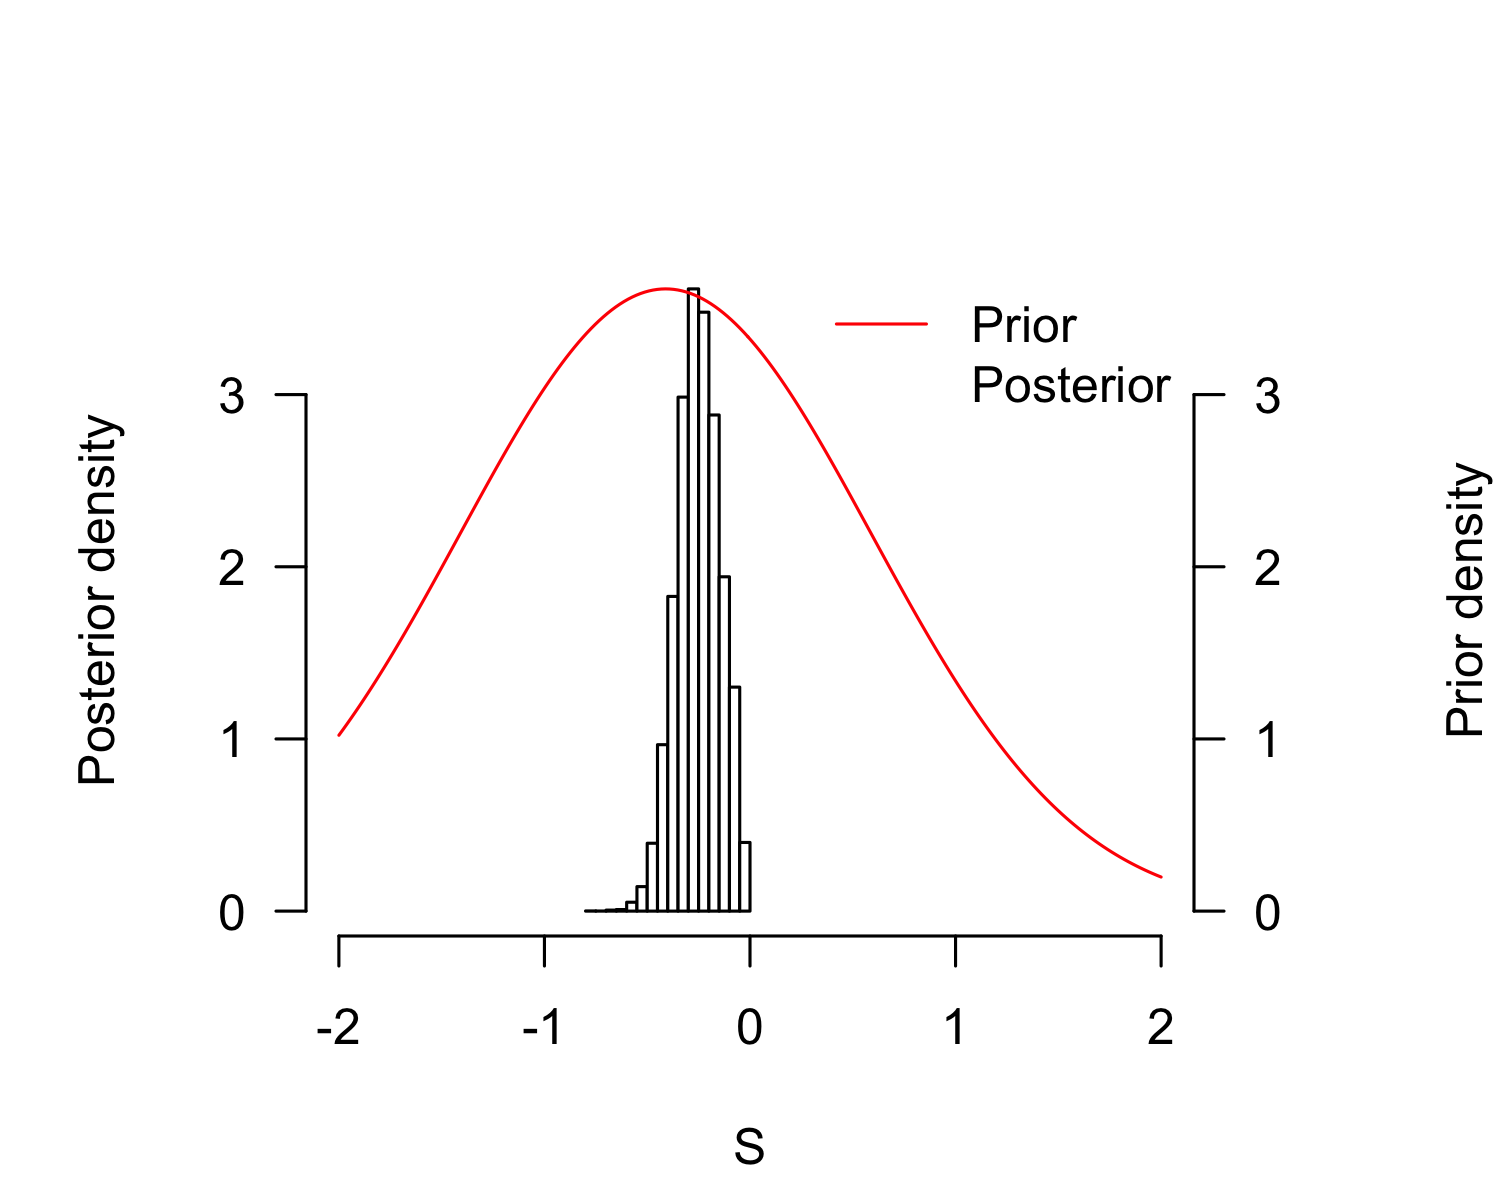 Prior
Posterior
Posterior density
3
2
1
0
3
2
1
0
Prior density
-2 -1 0 1 2
S